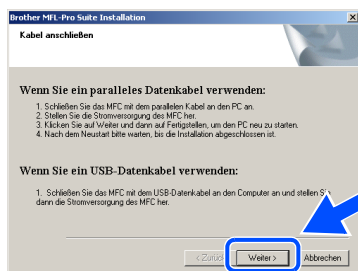 Brother MFL-Pro Suite Installation
Kabel anschließen
Wenn Sie ein paralleles Datenkabel verwenden:
1. Schließen Sie das MFC mit dem parallelen Kabel an den PC an.
2. Stellen Sie die Stromversorgung des MFC her.
3. Klicken Sie auf Weiter und dann auf Fertigstellen, um den PC neu zu starten.
4. Nach dem Neustart bitte warten, bis die Installation abgeschlossen ist.
Wenn Sie ein USB-Datenkabel verwenden:
1. Schließen Sie das MFC mit dem USB-Datenkabel an den Computer an und stellen Sie
dann die Stromversorgung des MFC her.
< Zurück Weiter > Abbrechen